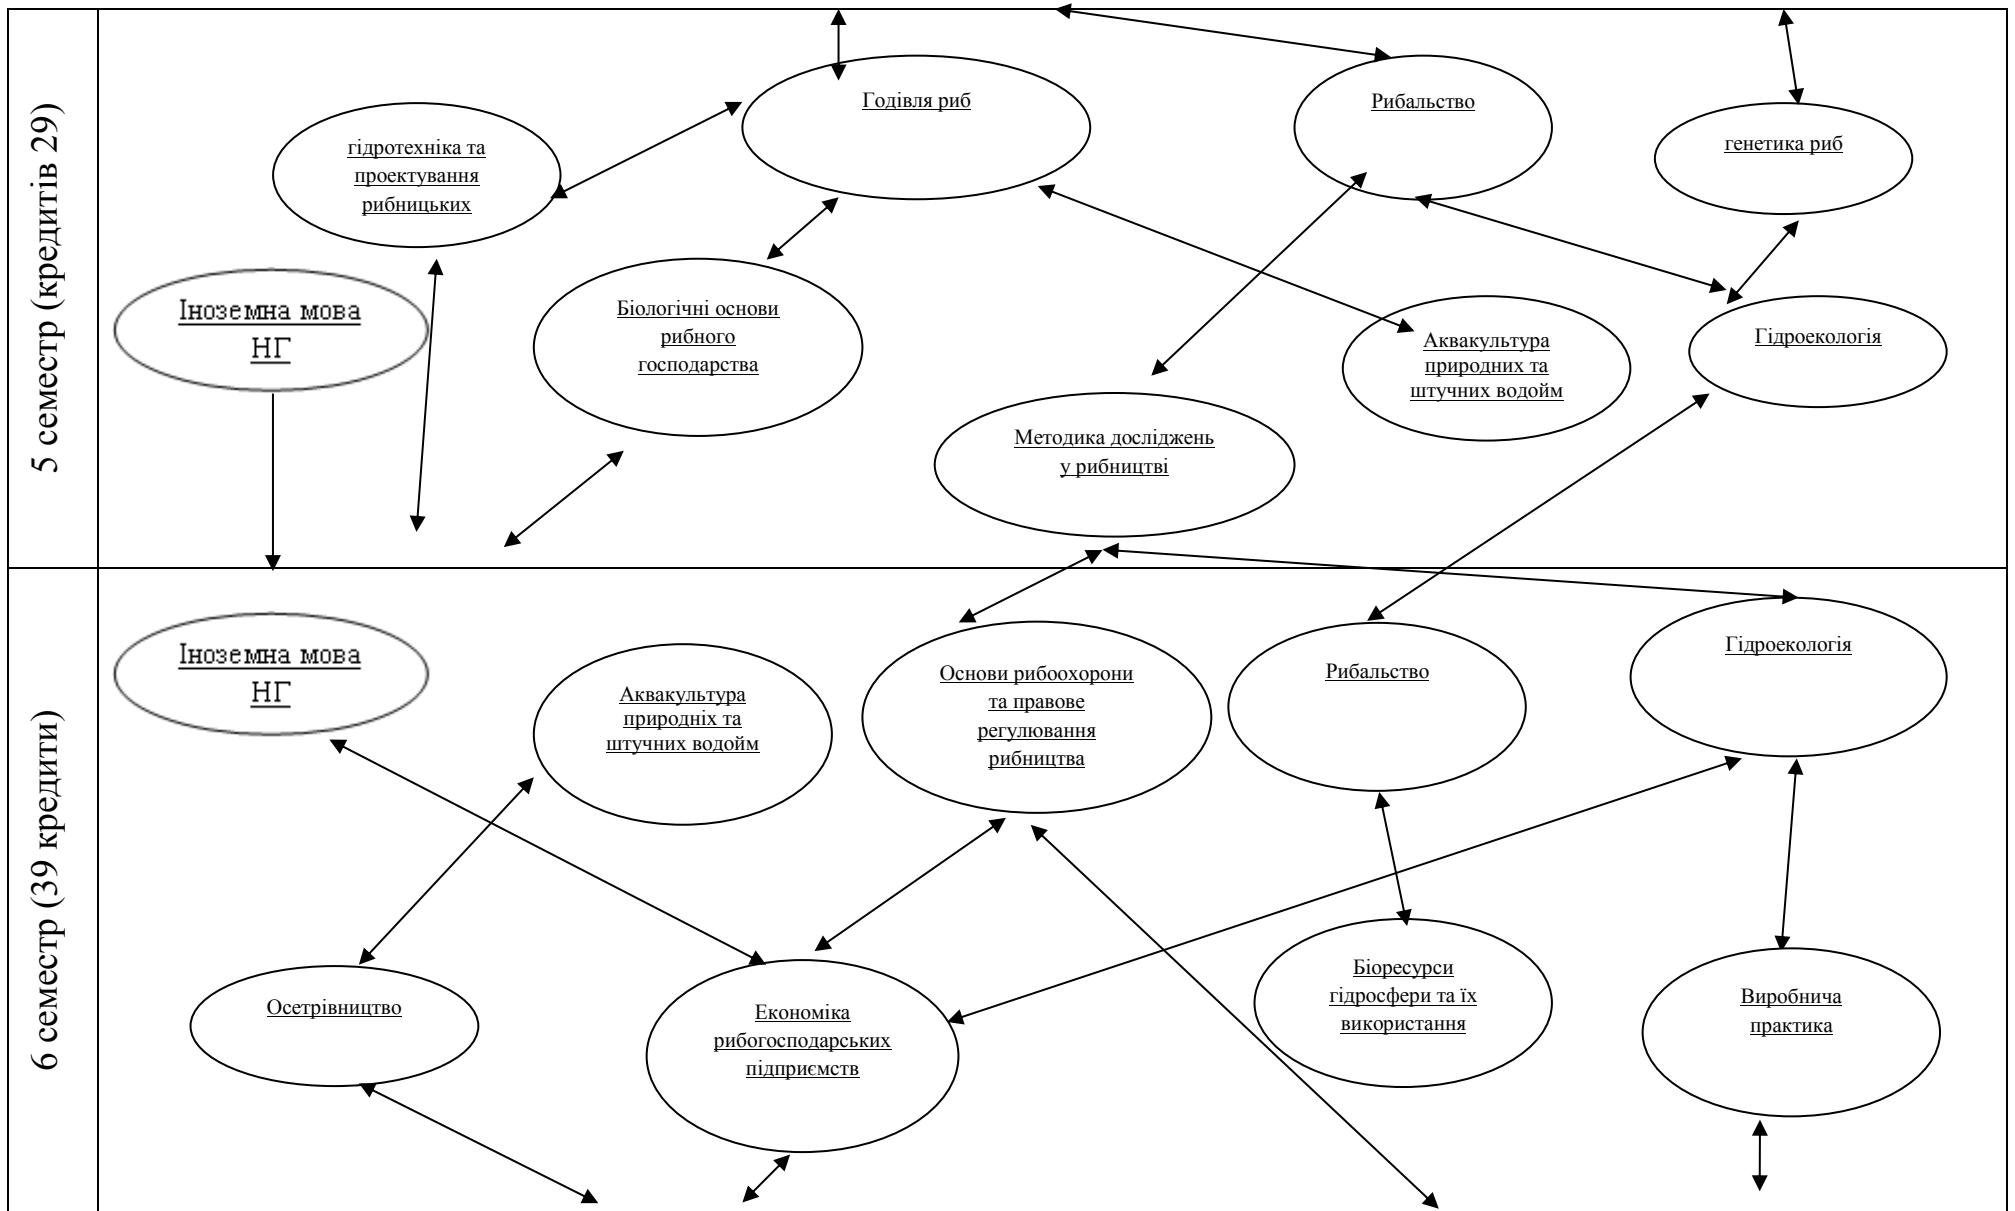 5 семестр (кредитів 29)
Годівля риб
Рибальство
генетика риб
гідротехніка та
проектування
рибницьких
Іноземна мова
НГ
Біологічні основи
рибного
господарства
Аквакультура
природних та
штучних водойм
Гідроекологія
Методика досліджень
у рибництві
6 семестр (39 кредити)
Іноземна мова
НГ
Аквакультура
природніх та
штучних водойм
Основи рибоохорони
та правове
регулювання
рибництва
Рибальство
Гідроекологія
Осетрівництво
Економіка
рибогосподарських
підприємств
Біоресурси
гідросфери та їх
використання
Виробнича
практика